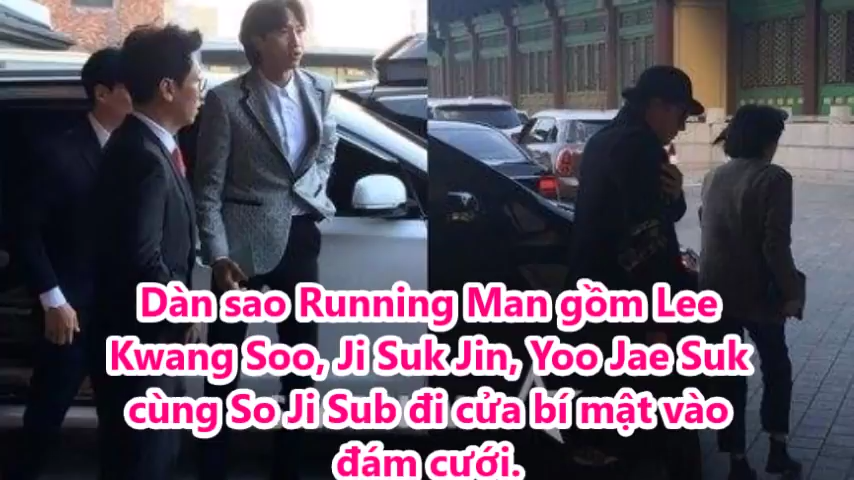 Dàn sao Running Man gồm Lee
Kwang Soo, Ji Suk Jin, Yoo Jae Suk
cùng So Ji Sub đi cửa bí mật vào
đám cưới.